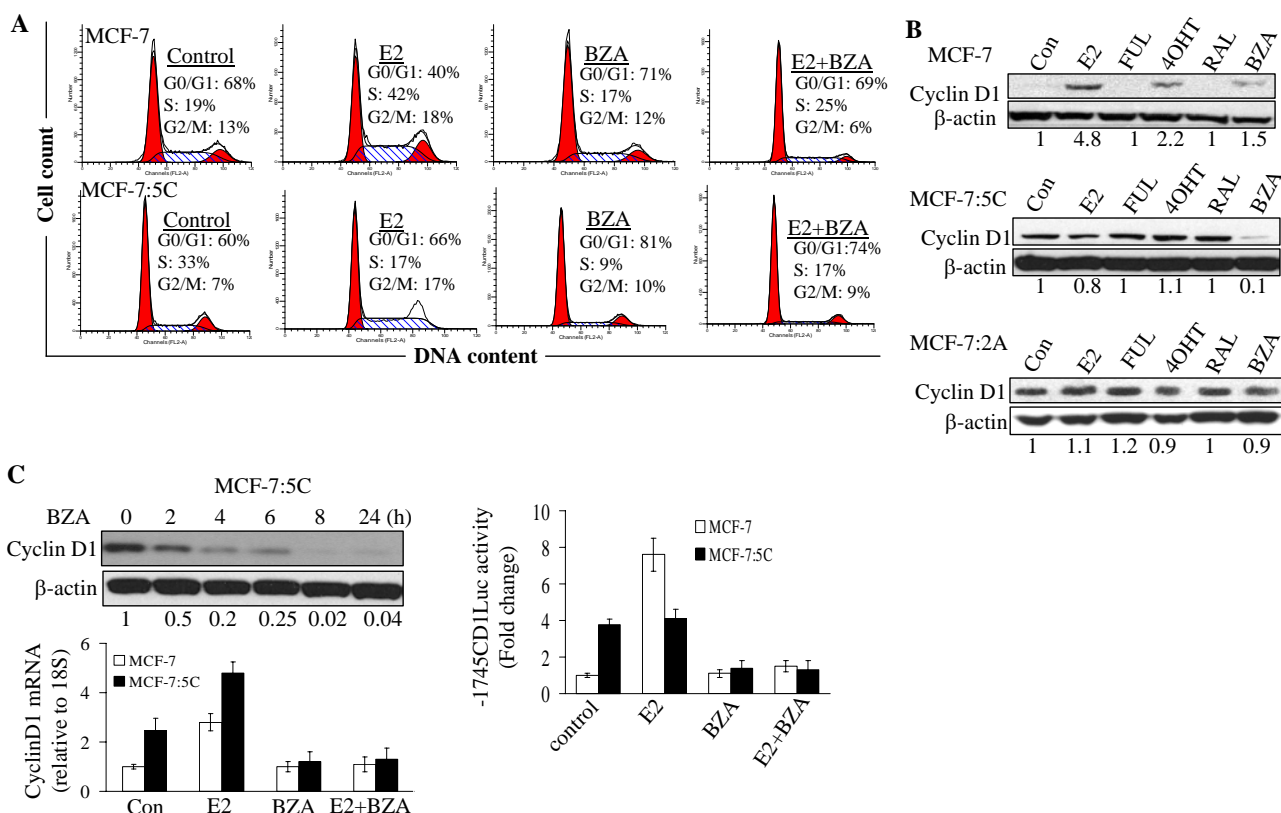 A
Cell count
MCF-7
Control
G0/G1: 68%
S: 19%
G2/M: 13%
E2
G0/G1: 40%
S: 42%
G2/M: 18%
BZA
G0/G1: 71%
S: 17%
G2/M: 12%
E2+BZA
G0/G1: 69%
S: 25%
G2/M: 6%
Number
Channels (FL2-A)
MCF-7:5C
Control
G0/G1: 60%
S: 33%
G2/M: 7%
E2
G0/G1: 66%
S: 17%
G2/M: 17%
BZA
G0/G1: 81%
S: 9%
G2/M: 10%
E2+BZA
G0/G1:74%
S: 17%
G2/M: 9%
DNA content
B
MCF-7
Con E2 FUL 4OHT RAL BZA
Cyclin D1
β-actin
1 4.8 1 2.2 1 1.5
MCF-7:5C
Con E2 FUL 4OHT RAL BZA
Cyclin D1
β-actin
1 0.8 1 1.1 1 0.1
MCF-7:2A
Con E2 FUL 4OHT RAL BZA
Cyclin D1
β-actin
1 1.1 1.2 0.9 1 0.9
C
MCF-7:5C
BZA 0 2 4 6 8 24 (h)
Cyclin D1
β-actin
1 0.5 0.2 0.25 0.02 0.04
CyclinD1 mRNA
(relative to 18S)
6
4
2
0
MCF-7
MCF-7:5C
Con E2 BZA E2+BZA
-1745CD1Luc activity
(Fold change)
10
8
6
4
2
0
MCF-7
MCF-7:5C
control E2 BZA E2+BZA